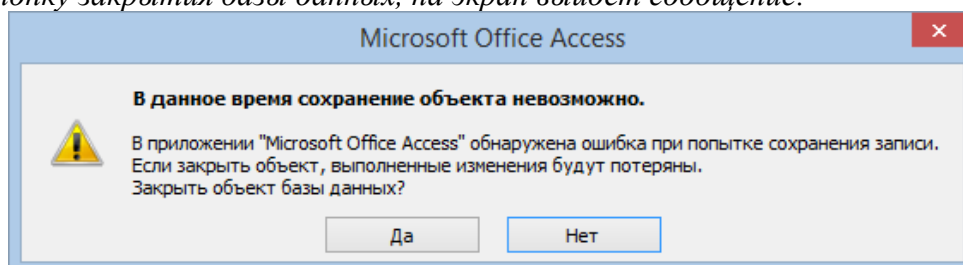 кнопку закрытия базы данных, на экран выйдет сообщение:
Microsoft Office Access
В данное время сохранение объекта невозможно.
В приложении "Microsoft Office Access" обнаружена ошибка при попытке сохранения записи.
Если закрыть объект, выполненные изменения будут потеряны.
Закрыть объект базы данных?
Да Нет